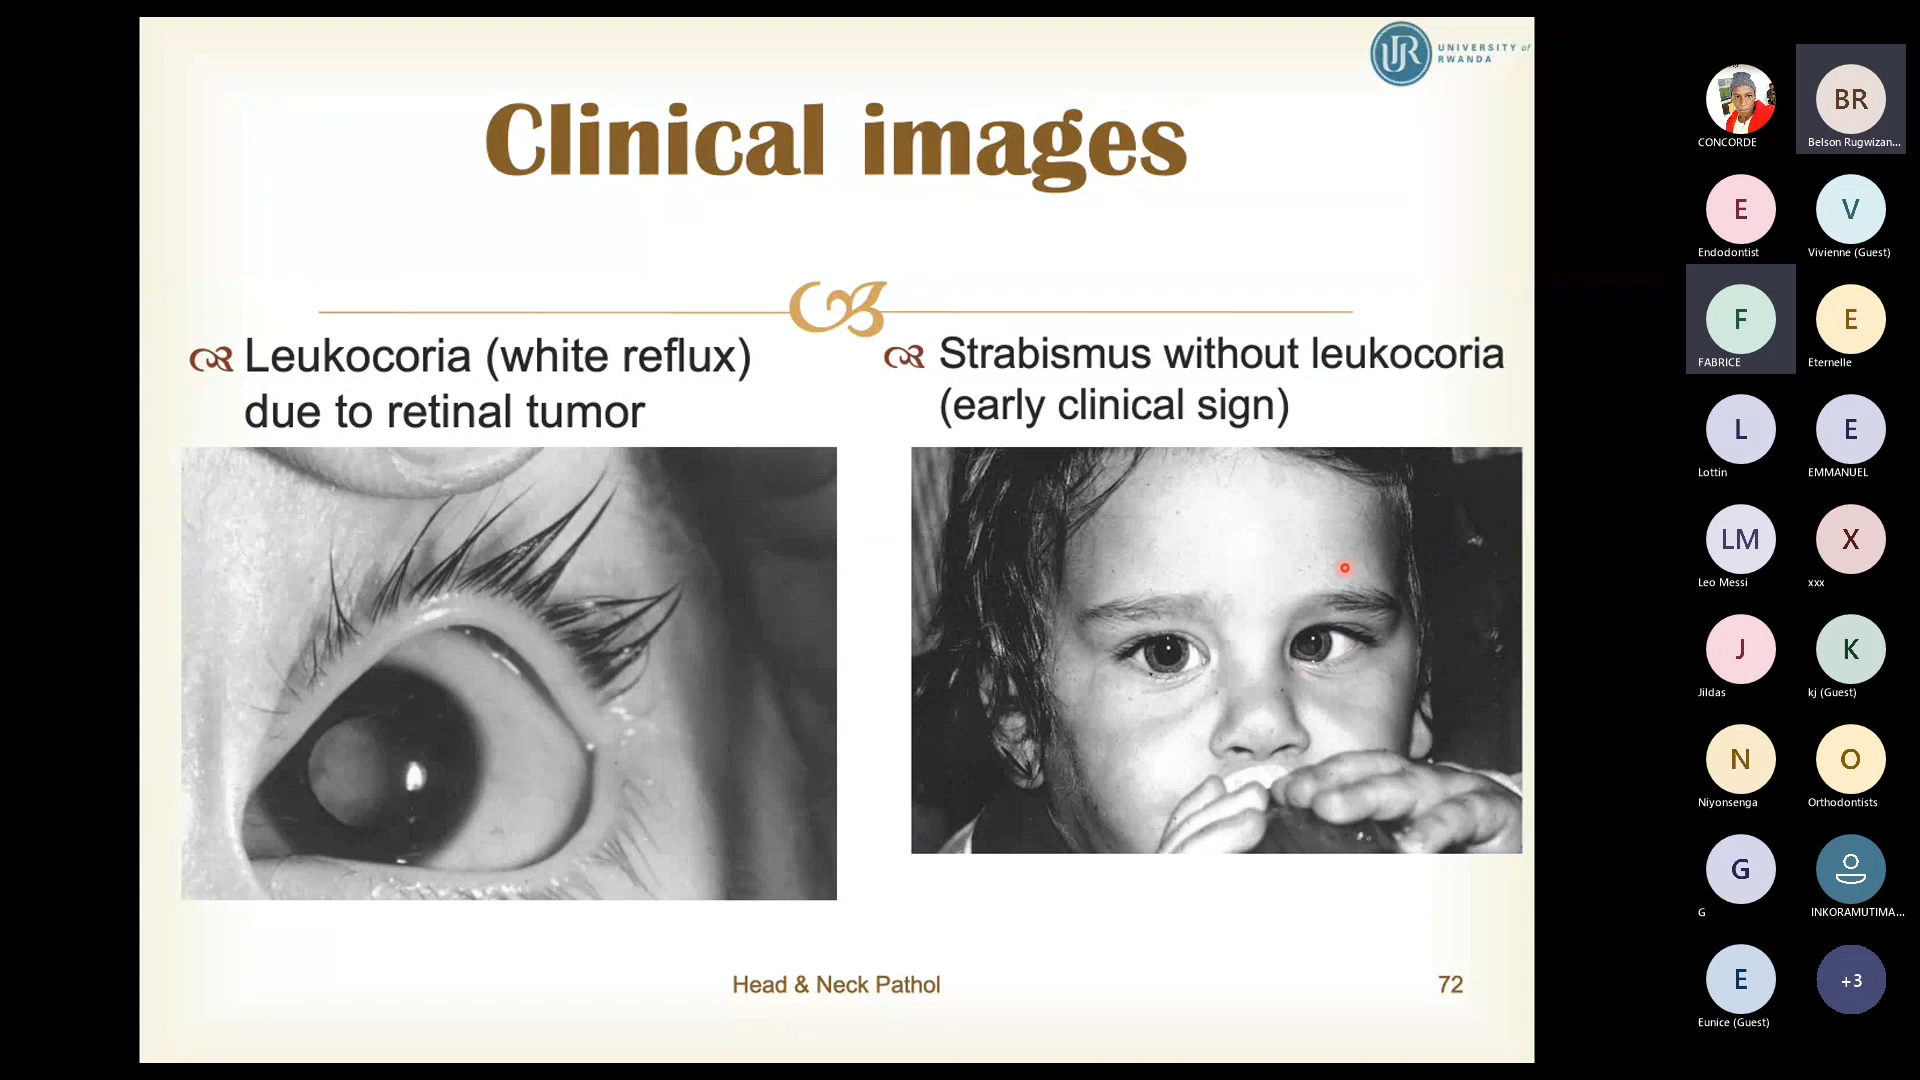 UNIVERSITY of
RWANDA
Clinical images
Leukocoria (white reflux)
due to retinal tumor
Strabismus without leukocoria
(early clinical sign)
Head & Neck Pathol
72
CONCORDE
BR
Belson Rugwizan...
E
Endodontist
V
Vivienne (Guest)
F
FABRICE
E
Eternelle
L
Lottin
E
EMMANUEL
LM
Leo Messi
X
xxx
J
Jildas
K
kj (Guest)
N
Niyonsenga
O
Orthodontists
G
G
INKORAMUTIMA...
E
Eunice (Guest)
+3